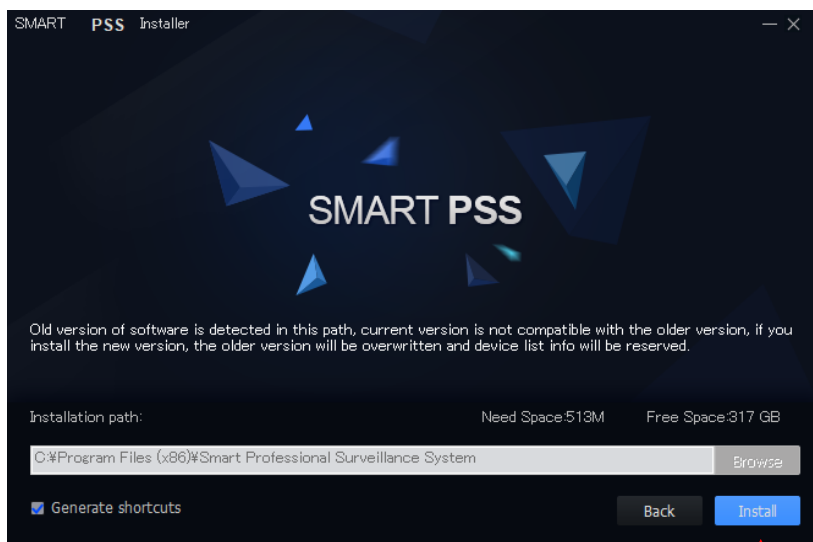 SMART PSS Installer
SMART PSS
Old version of software is detected in this path, current version is not compatible with the older version, if you
install the new version, the older version will be overwritten and device list info will be reserved.
Installation path: Need Space:513M Free Space:317 GB
C:¥Program Files (x86)¥Smart Professional Surveillance System Browse
Generate shortcuts Back Install